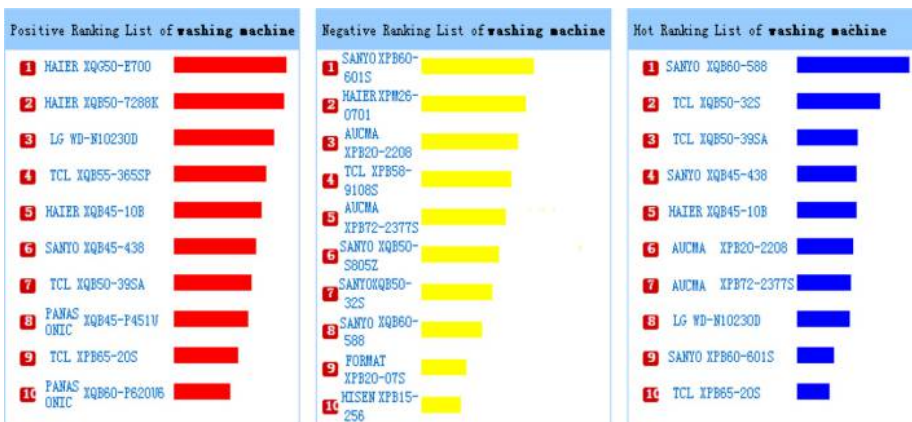 Positive Ranking List of washing machine
1 HAIER XQG50-E700
2 HAIER XQB50-7288K
3 LG WD-N10230D
4 TCL XQB55-365SP
5 HAIER XQB45-10B
6 SANYO XQB45-438
7 TCL XQB50-39SA
8 PANAS XQB45-P451U
ONIC
9 TCL XPB65-20S
10 PANAS XQB60-P620U6
ONIC
Negative Ranking List of washing machine
1 SANYO XPB60-
601S
2 HAIER XPM26-
0701
3 AUCMA
XPB20-2208
4 TCL XPB58-
9108S
5 AUCMA
XPB72-2377S
6 SANYO XQB50-
S805Z
7 SANYOXQB50-
32S
8 SANYO XQB60-
588
9 FORMAT
XPB20-07S
10 HISEN XPB15-
256
Hot Ranking List of washing machine
1 SANYO XQB60-588
2 TCL XQB50-32S
3 TCL XQB50-39SA
4 SANYO XQB45-438
5 HAIER XQB45-10B
6 AUCMA XPB20-2208
7 AUCMA XPB72-2377S
8 LG WD-N10230D
9 SANYO XPB60-601S
10 TCL XPB65-20S